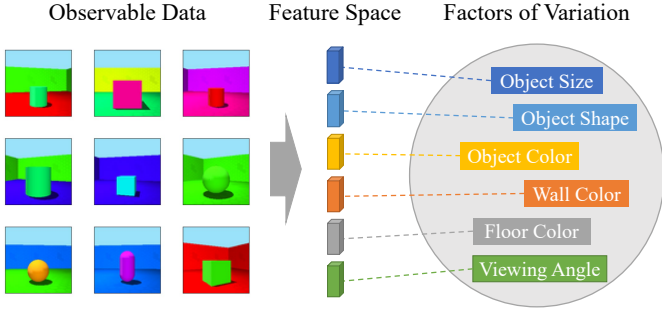 Observable Data
Feature Space
Factors of Variation
Object Size
Object Shape
Object Color
Wall Color
Floor Color
Viewing Angle